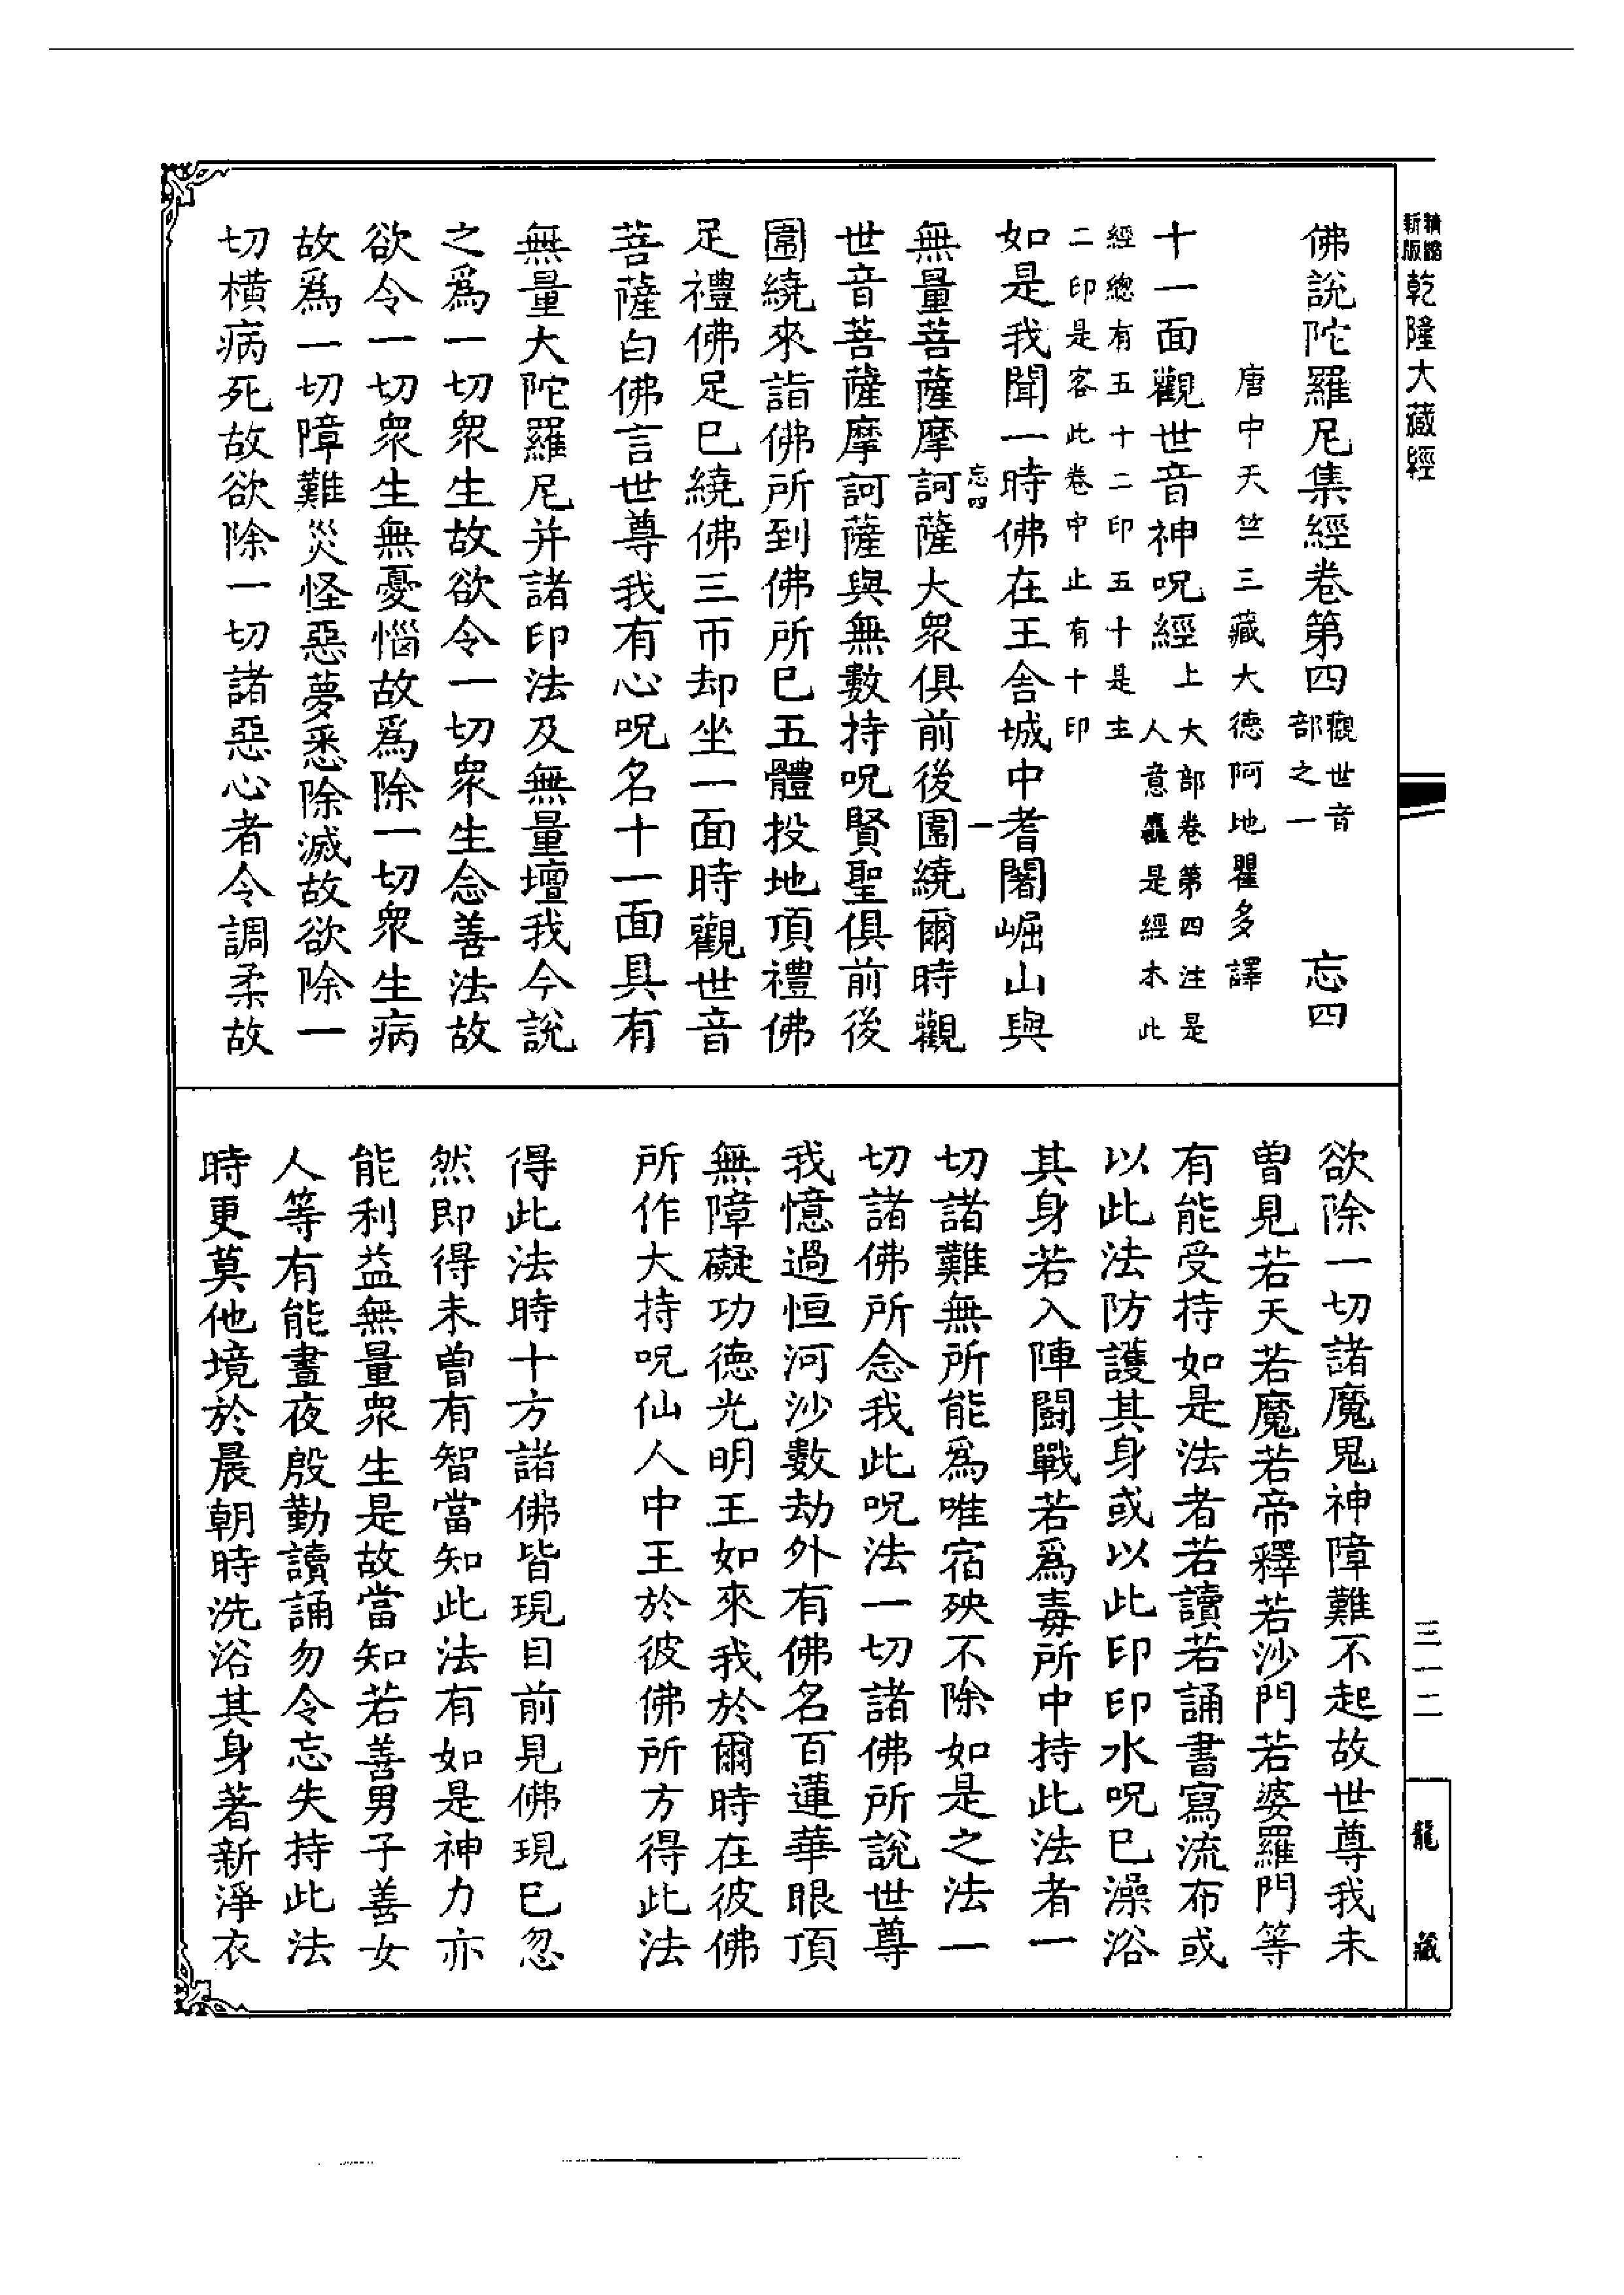 精縮新版乾隆大藏經
佛說陀羅尼集經卷第四觀世音部之一 忘四
唐中天竺三藏大德阿地瞿多譯
十一面觀世音神呪經上大部卷第四注是人意麤是經木此
經總有五十二印五十是主
二印是客此卷中止有十印
如是我聞一時佛在王舍城中耆闍崛山與
忘四 一
無量菩薩摩訶薩大眾俱前後圍繞爾時觀
世音菩薩摩訶薩與無數持呪賢聖俱前後
圍繞來詣佛所到佛所已五體投地頂禮佛
足禮佛足已繞佛三帀却坐一面時觀世音
菩薩白佛言世尊我有心呪名十一面具有
無量大陀羅尼并諸印法及無量壇我今說
之為一切眾生故欲令一切眾生念善法故
欲令一切眾生無憂惱故為除一切眾生病
故為一切障難災怪惡夢悉除滅故欲除一
切橫病死故欲除一切諸惡心者令調柔故
欲除一切諸魔鬼神障難不起故世尊我未
曾見若天若魔若帝釋若沙門若婆羅門等
有能受持如是法者若讀若誦書寫流布或
以此法防護其身或以此印印水呪已澡浴
其身若入陣鬪戰若為毒所中持此法者一
切諸難無所能為唯宿殃不除如是之法一
切諸佛所念我此呪法一切諸佛所說世尊
我憶過恒河沙數劫外有佛名百蓮華眼頂
無障礙功德光明王如來我於爾時在彼佛
所作大持呪仙人中王於彼佛所方得此法
得此法時十方諸佛皆現目前見佛現已忽
然即得未曾有智當知此法有如是神力亦
能利益無量眾生是故當知若善男子善女
人等有能晝夜殷勤讀誦勿令忘失持此法
時更莫他境於晨朝時洗浴其身著新淨衣
三一二
龍藏